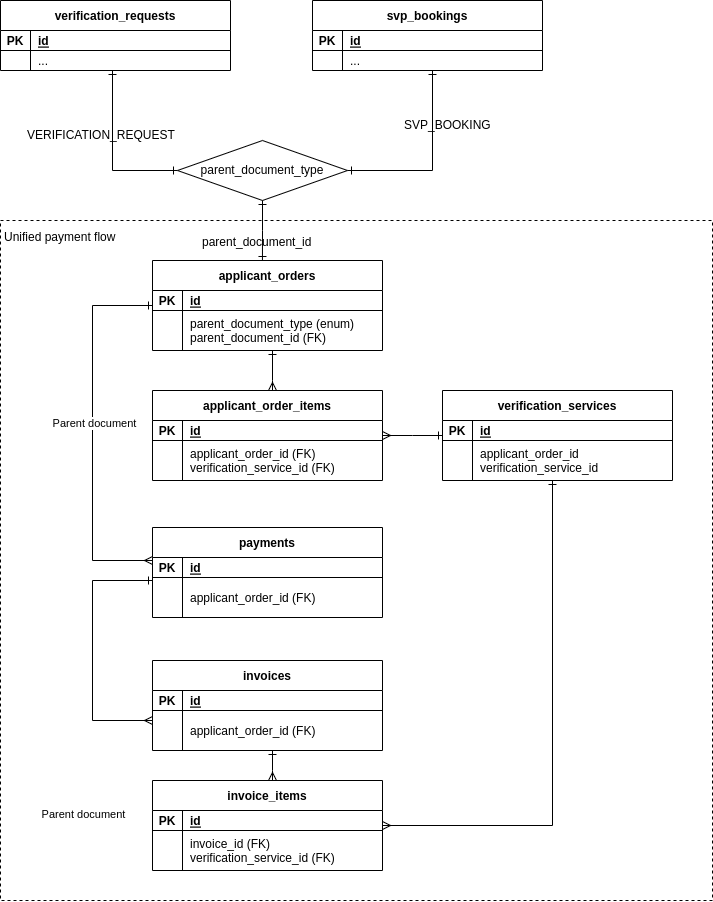 verification_requests
PK id
...
svp_bookings
PK id
...
VERIFICATION_REQUEST
SVP_BOOKING
parent_document_type
Unified payment flow
parent_document_id
applicant_orders
PK id
parent_document_type (enum)
parent_document_id (FK)
Parent document
applicant_order_items
PK id
applicant_order_id (FK)
verification_service_id (FK)
verification_services
PK id
applicant_order_id
verification_service_id
payments
PK id
applicant_order_id (FK)
invoices
PK id
applicant_order_id (FK)
Parent document
invoice_items
PK id
invoice_id (FK)
verification_service_id (FK)